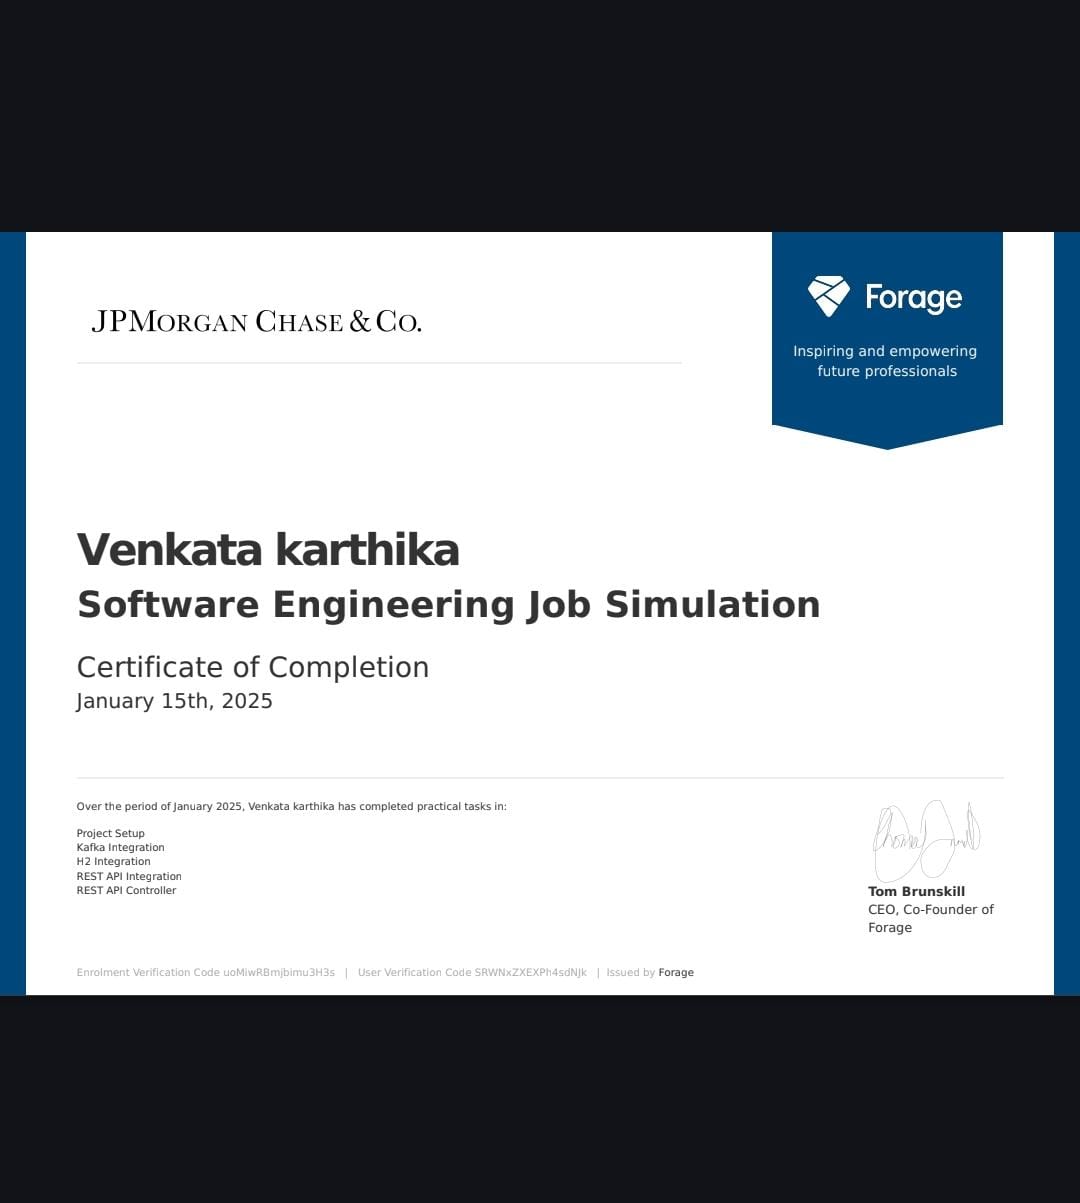 JPMORGAN CHASE & CO.
Forage
Inspiring and empowering
future professionals
Venkata karthika
Software Engineering Job Simulation
Certificate of Completion
January 15th, 2025
Over the period of January 2025, Venkata karthika has completed practical tasks in:
Project Setup
Kafka Integration
H2 Integration
REST API Integration
REST API Controller
Tom Brunskill
CEO, Co-Founder of
Forage
Enrolment Verification Code uoMiwRBmjbimu3H3s | User Verification Code SRWNxZXEXPh4sdNJk | Issued by Forage